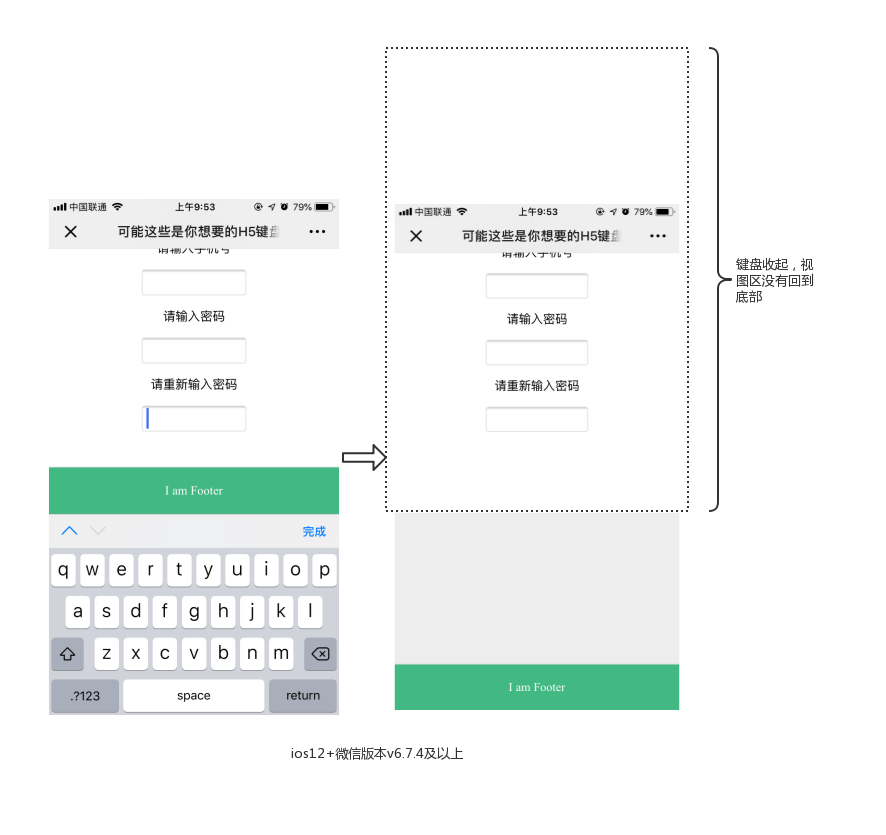 中国联通
上午9:53
79%
可能这些是你想要的H5键盘
请输入手机号
请输入密码
请重新输入密码
I am Footer
完成
q w e r t y u i o p
a s d f g h j k l
z x c v b n m
.?123 space return
中国联通
上午9:53
79%
可能这些是你想要的H5键盘
请输入手机号
请输入密码
请重新输入密码
I am Footer
键盘收起，视
图区没有回到
底部
ios12+微信版本v6.7.4及以上